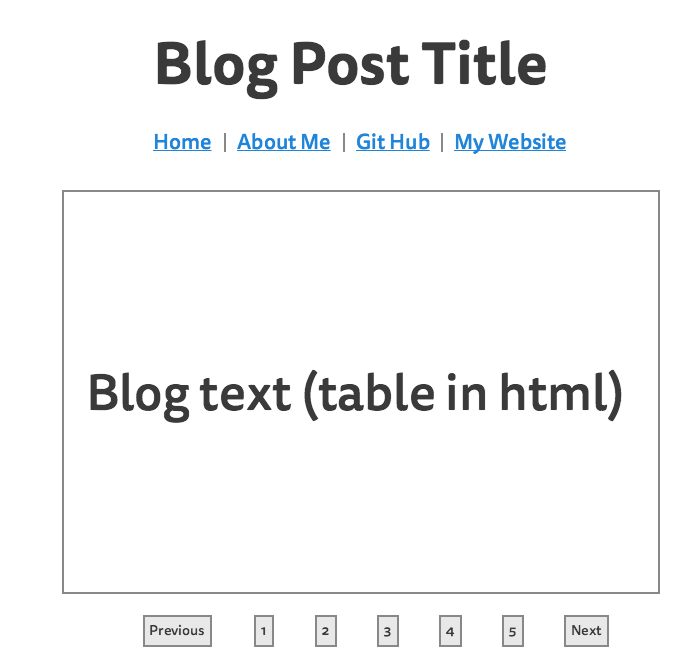 Blog Post Title
Home | About Me | Git Hub | My Website
Blog text (table in html)
Previous 1 2 3 4 5 Next